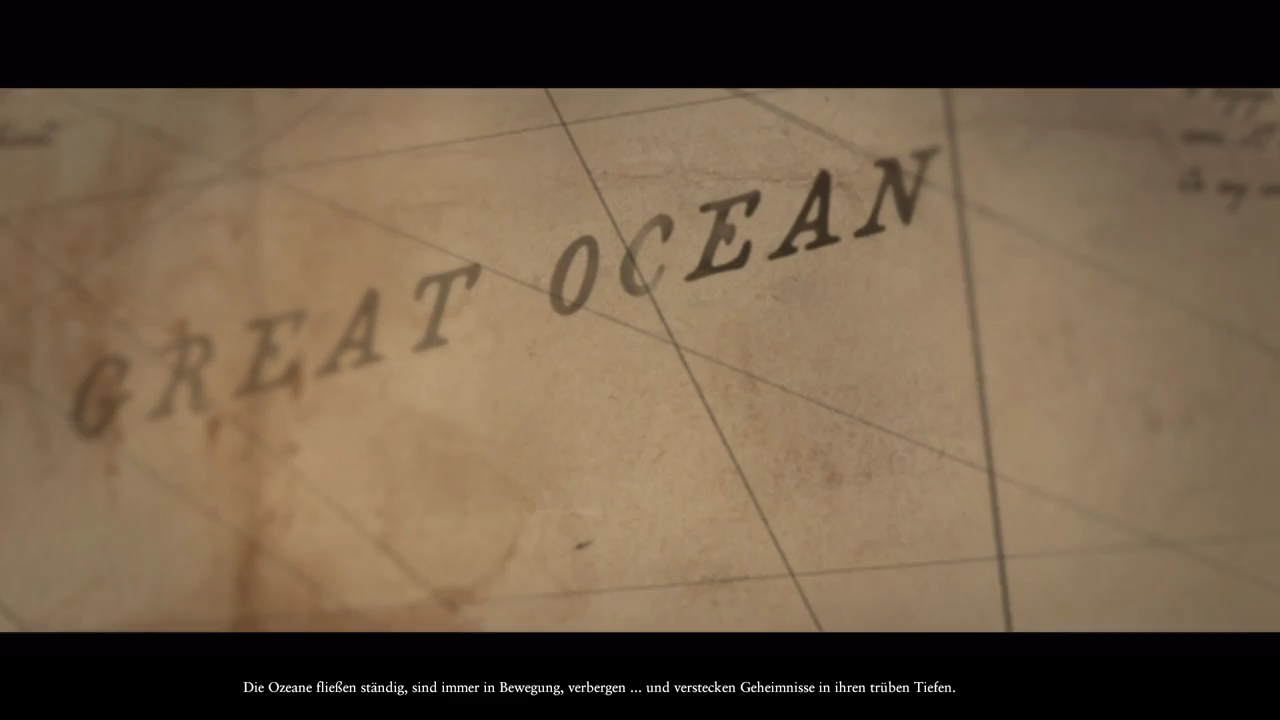 GREAT OCEAN
Die Ozeane fließen ständig, sind immer in Bewegung, verbergen ... und verstecken Geheimnisse in ihren trüben Tiefen.